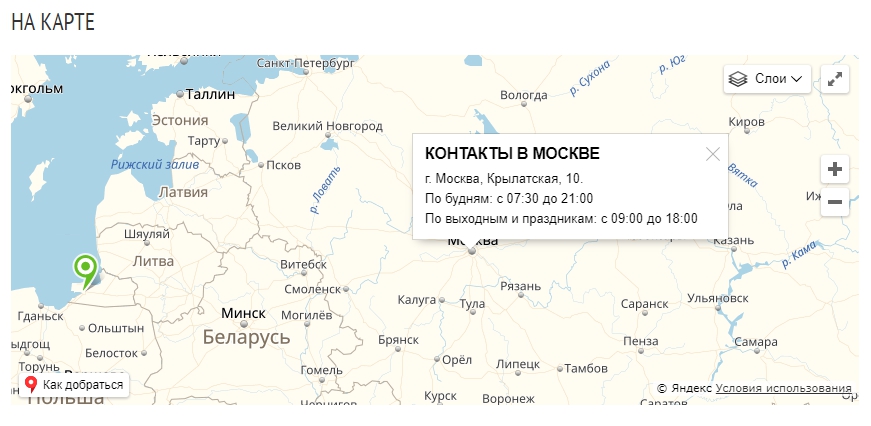 НА КАРТЕ
Санкт-Петербург
р. Сухона
р. Юг
Слои
Таллин
Вологда
Эстония
Киров
Тарту
Великий Новгород
Рижский залив
Псков
КОНТАКТЫ В МОСКВЕ
г. Москва, Крылатская, 10.
По будням: с 07:30 до 21:00
По выходным и праздникам: с 09:00 до 18:00
Вятка
р. Ловать
Латвия
Шяуляй
Москва
Казань
р. Кама
Литва
Витебск
Смоленск
Рязань
Калуга
Тула
Саранск
Ульяновск
Гданьск
Минск
Могилёв
Ольштын
Беларусь
Брянск
Пенза
Самара
Белосток
Орёл
Липецк
Тамбов
Гомель
Торунь
Как добраться
Курск
Воронеж
Саратов
Польша
© Яндекс Условия использования